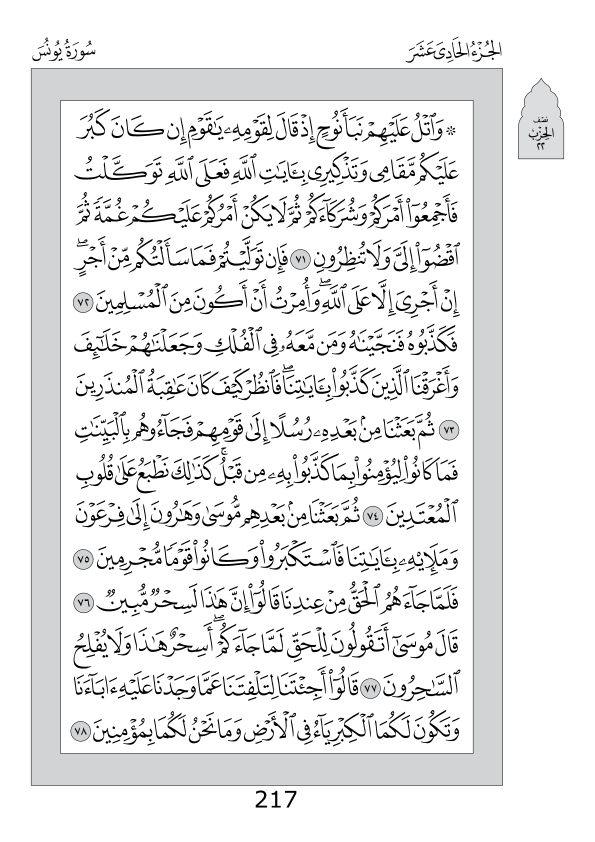 الجُزْءُ الحَادِىَ عَشَرَ
سُورَةُ يُونُسَ
نصف
الحِزْب
٢٢
۞ وَٱتْلُ عَلَيْهِمْ نَبَأَ نُوحٍ إِذْ قَالَ لِقَوْمِهِۦ يَٰقَوْمِ إِن كَانَ كَبُرَ
عَلَيْكُم مَّقَامِى وَتَذْكِيرِى بِـَٔايَٰتِ ٱللَّهِ فَعَلَى ٱللَّهِ تَوَكَّلْتُ
فَأَجْمِعُوٓا۟ أَمْرَكُمْ وَشُرَكَآءَكُمْ ثُمَّ لَا يَكُنْ أَمْرُكُمْ عَلَيْكُمْ غُمَّةً ثُمَّ
ٱقْضُوٓا۟ إِلَىَّ وَلَا تُنظِرُونِ ٧١ فَإِن تَوَلَّيْتُمْ فَمَا سَأَلْتُكُم مِّنْ أَجْرٍ ۖ
إِنْ أَجْرِىَ إِلَّا عَلَى ٱللَّهِ ۖ وَأُمِرْتُ أَنْ أَكُونَ مِنَ ٱلْمُسْلِمِينَ ٧٢
فَكَذَّبُوهُ فَنَجَّيْنَٰهُ وَمَن مَّعَهُۥ فِى ٱلْفُلْكِ وَجَعَلْنَٰهُمْ خَلَٰٓئِفَ
وَأَغْرَقْنَا ٱلَّذِينَ كَذَّبُوا۟ بِـَٔايَٰتِنَا ۖ فَٱنظُرْ كَيْفَ كَانَ عَٰقِبَةُ ٱلْمُنذَرِينَ
٧٣ ثُمَّ بَعَثْنَا مِنۢ بَعْدِهِۦ رُسُلًا إِلَىٰ قَوْمِهِمْ فَجَآءُوهُم بِٱلْبَيِّنَٰتِ
فَمَا كَانُوا۟ لِيُؤْمِنُوا۟ بِمَا كَذَّبُوا۟ بِهِۦ مِن قَبْلُ ۚ كَذَٰلِكَ نَطْبَعُ عَلَىٰ قُلُوبِ
ٱلْمُعْتَدِينَ ٧٤ ثُمَّ بَعَثْنَا مِنۢ بَعْدِهِم مُّوسَىٰ وَهَٰرُونَ إِلَىٰ فِرْعَوْنَ
وَمَلَإِي۟هِۦ بِـَٔايَٰتِنَا فَٱسْتَكْبَرُوا۟ وَكَانُوا۟ قَوْمًا مُّجْرِمِينَ ٧٥
فَلَمَّا جَآءَهُمُ ٱلْحَقُّ مِنْ عِندِنَا قَالُوٓا۟ إِنَّ هَٰذَا لَسِحْرٌ مُّبِينٌ ٧٦
قَالَ مُوسَىٰٓ أَتَقُولُونَ لِلْحَقِّ لَمَّا جَآءَكُمْ ۖ أَسِحْرٌ هَٰذَا وَلَا يُفْلِحُ
ٱلسَّٰحِرُونَ ٧٧ قَالُوٓا۟ أَجِئْتَنَا لِتَلْفِتَنَا عَمَّا وَجَدْنَا عَلَيْهِ ءَابَآءَنَا
وَتَكُونَ لَكُمَا ٱلْكِبْرِيَآءُ فِى ٱلْأَرْضِ وَمَا نَحْنُ لَكُمَا بِمُؤْمِنِينَ ٧٨
217